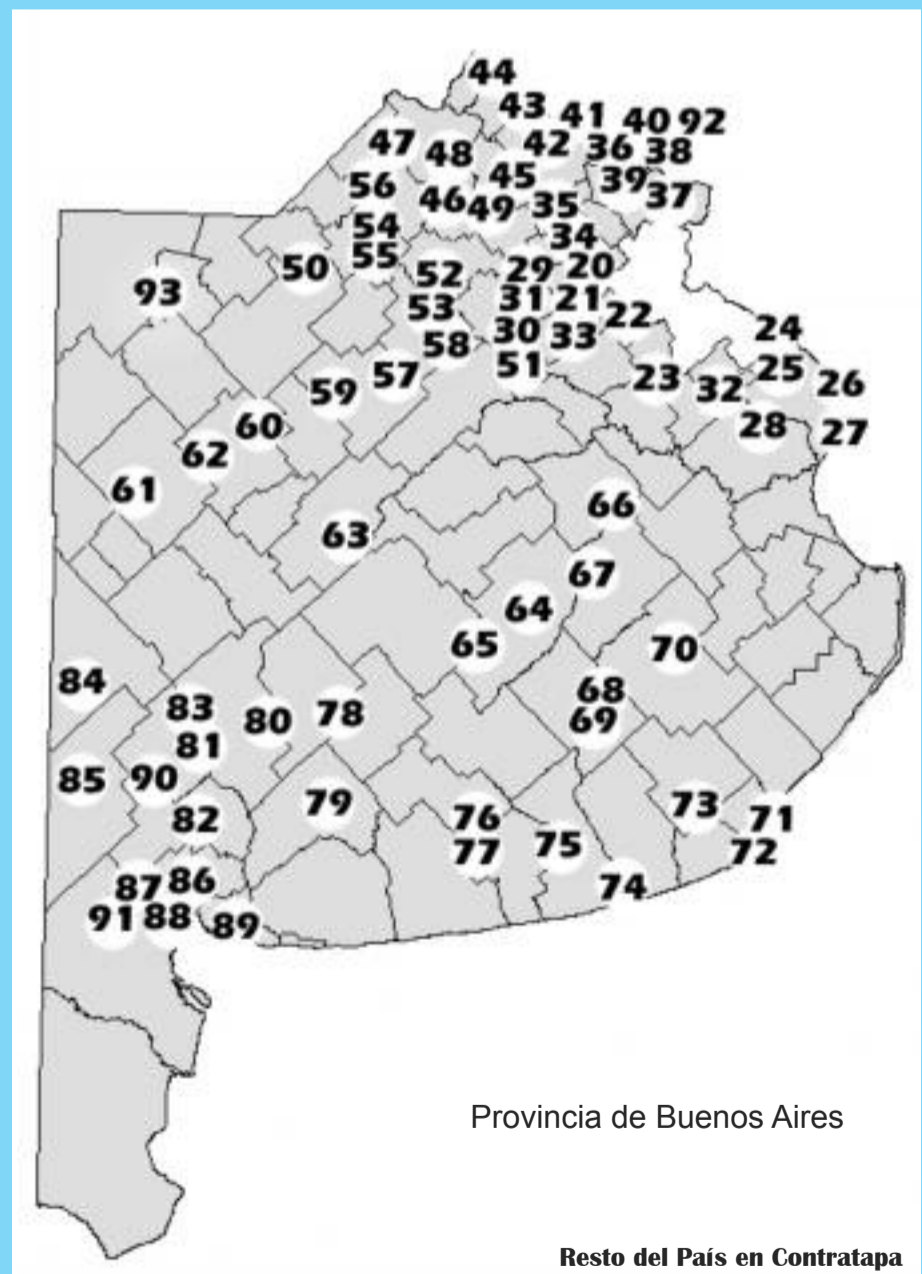 44
43 41 40 92
47 48 42 36 38
56 46 49 45 35 39 37
54 34
50 55 52 29 20
93 53 31 21 22
58 30 33 24
59 57 51 23 32 25 26
60 28 27
62
61
63 66
67
64
65 70
84 83 80 78 68
81 69
85 90 79 73 71
82 76 75 72
77
87 86 74
91 88 89
Provincia de Buenos Aires
Resto del País en Contratapa